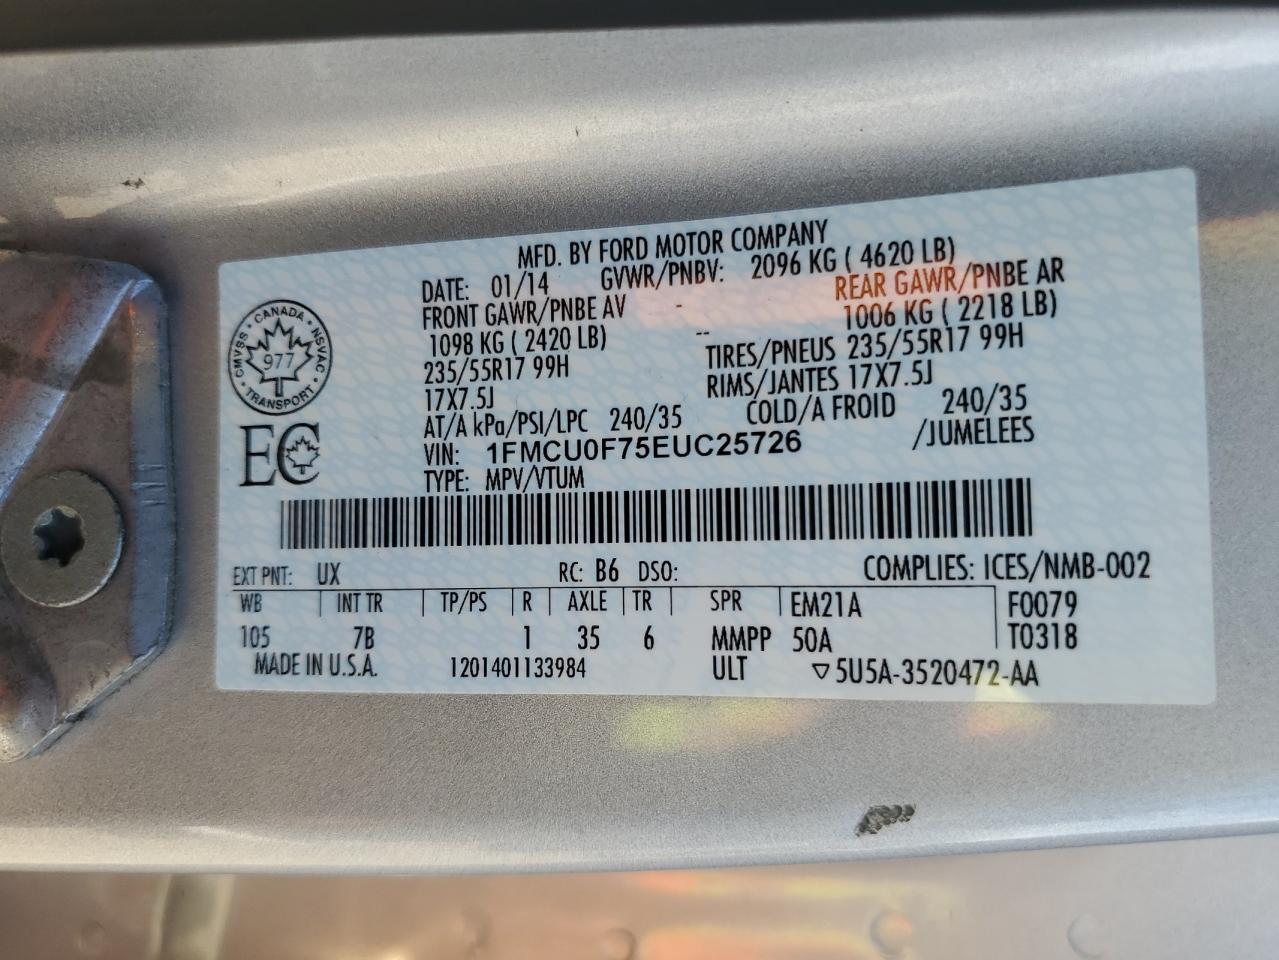 MFD. BY FORD MOTOR COMPANY
DATE: 01/14 GVWR/PNBV: 2096 KG ( 4620 LB)
FRONT GAWR/PNBE AV - REAR GAWR/PNBE AR
1098 KG ( 2420 LB) -- 1006 KG ( 2218 LB)
235/55R17 99H TIRES/PNEUS 235/55R17 99H
17X7.5J RIMS/JANTES 17X7.5J
AT/A kPa/PSI/LPC 240/35 COLD/A FROID 240/35
VIN: 1FMCU0F75EUC25726 /JUMELEES
TYPE: MPV/VTUM
CANADA
CMVSS NSVAC
977
TRANSPORT
EC
EXT PNT: UX RC: B6 DSO: COMPLIES: ICES/NMB-002
WB INT TR TP/PS R AXLE TR SPR EM21A F0079
105 7B 1 35 6 MMPP 50A T0318
MADE IN U.S.A. 1201401133984 ULT ▽5U5A-3520472-AA